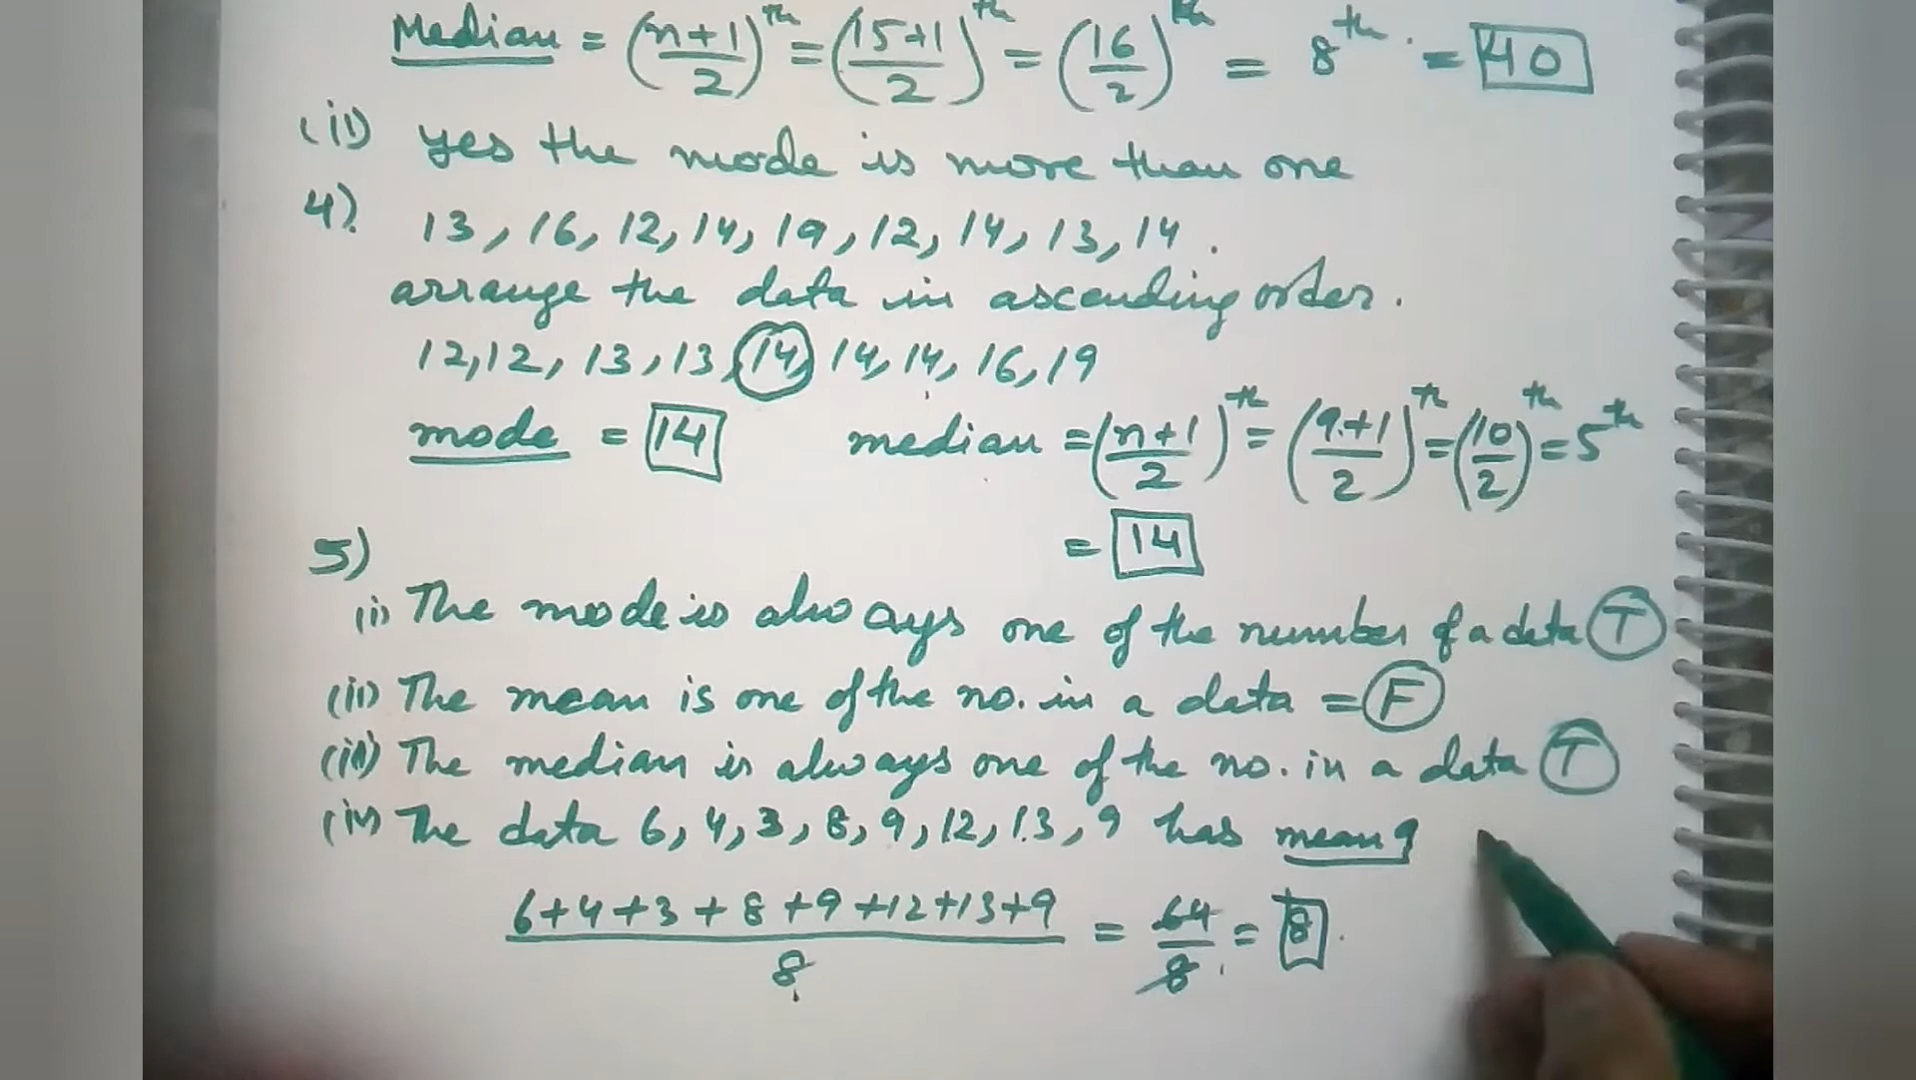 Median = (n+1/2)th = (15+1/2)th = (16/2)th = 8th. = 40
(ii) yes the mode is more than one
4). 13, 16, 12, 14, 19, 12, 14, 13, 14.
arrange the data in ascending order.
12, 12, 13, 13, 14, 14, 14, 16, 19
mode = 14 median = (n+1/2)th = (9+1/2)th = (10/2)th = 5th
= 14
5)
(i) The mode is always one of the number of a data T
(ii) The mean is one of the no. in a data = F
(iii) The median is always one of the no. in a data T
(iv) The data 6, 4, 3, 8, 9, 12, 13, 9 has mean 9
6+4+3+8+9+12+13+9/8 = 64/8 = 8.